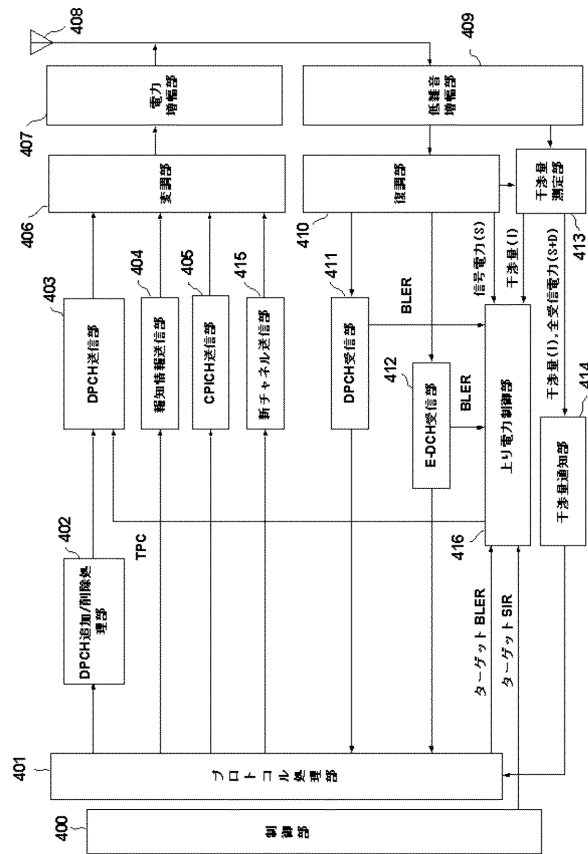 408
407
電力
増幅部
低雑音
増幅部
409
406
変調部
復調部
410
干渉量
測定部
413
403
DPCH送信部
404
報知情報送信部
405
CPICH送信部
415
新チャネル送信部
411
DPCH受信部
BLER
412
E-DCH受信部
BLER
信号電力(S)
干渉量(I)
上り電力制御部
416
干渉量(I),全受信電力(S+D)
414
干渉量通知部
402
DPCH追加/削除処
理部
TPC
ターゲットBLER
ターゲットSIR
401
プロトコル処理部
400
制御部